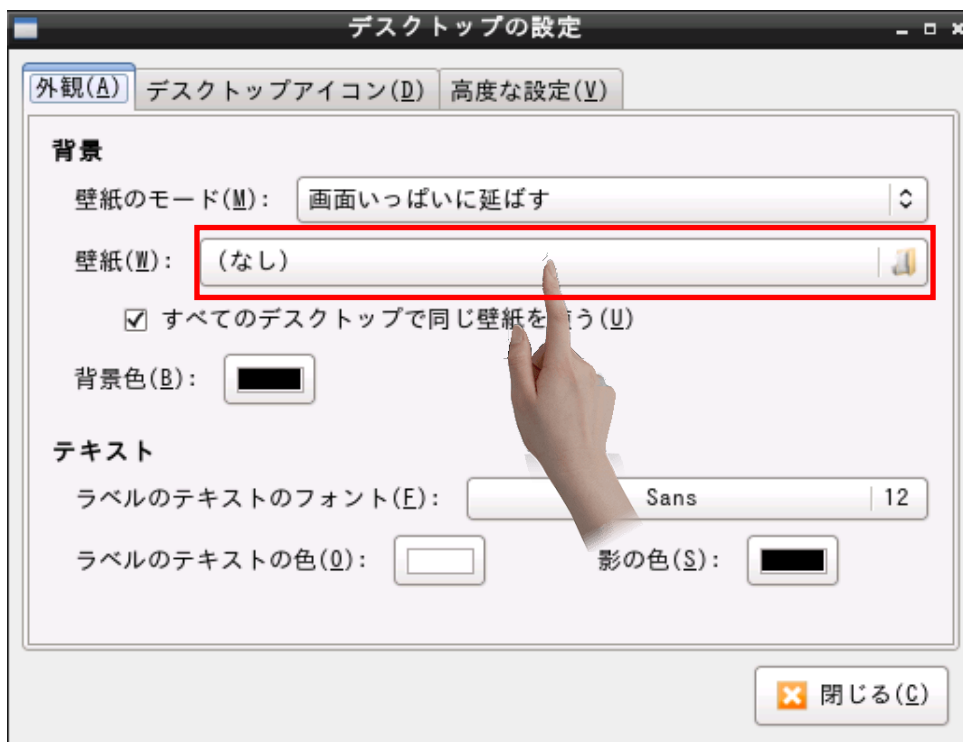 デスクトップの設定
外観(A) デスクトップアイコン(D) 高度な設定(V)
背景
壁紙のモード(M): 画面いっぱいに延ばす
壁紙(W): (なし)
すべてのデスクトップで同じ壁紙を う(U)
背景色(B):
テキスト
ラベルのテキストのフォント(F): Sans 12
ラベルのテキストの色(O): 影の色(S):
閉じる(C)